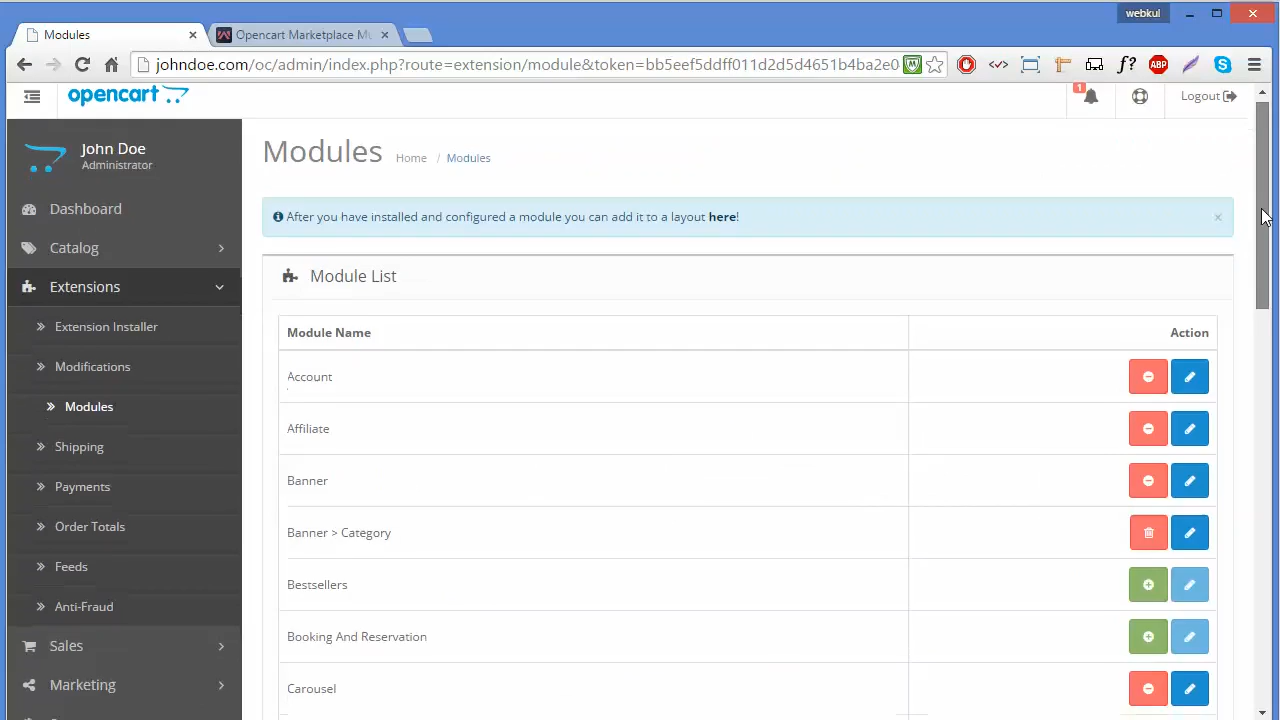 webkul
Modules
Opencart Marketplace Mu
johndoe.com/oc/admin/index.php?route=extension/module&token=bb5eef5ddff011d2d5d4651b4ba2e0
ABP
opencart
1
Logout
John Doe
Administrator
Modules
Home / Modules
After you have installed and configured a module you can add it to a layout here!
Dashboard
Catalog
Extensions
Extension Installer
Modifications
Modules
Shipping
Payments
Order Totals
Feeds
Anti-Fraud
Sales
Marketing
Module List
Module Name Action
Account
Affiliate
Banner
Banner > Category
Bestsellers
Booking And Reservation
Carousel